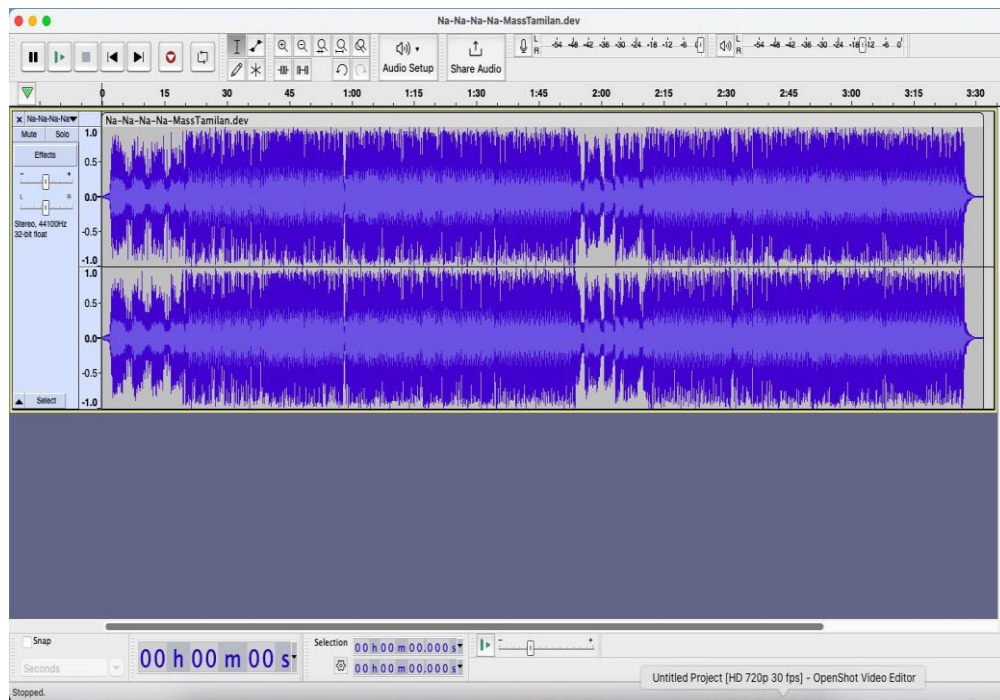 Na-Na-Na-Na-MassTamilan.dev
Audio Setup
Share Audio
L
R
-54 -48 -42 -36 -30 -24 -18 -12 -6 0
L
R
-54 -48 -42 -36 -30 -24 -18 -12 -6 0
0 15 30 45 1:00 1:15 1:30 1:45 2:00 2:15 2:30 2:45 3:00 3:15 3:30
× Na-Na-Na-Na▼
Na-Na-Na-Na-MassTamilan.dev
Mute Solo
Effects
- +
L R
Stereo, 44100Hz
32-bit float
Select
1.0
0.5-
0.0-
-0.5-
-1.0
1.0
0.5-
0.0-
-0.5-
-1.0
Snap
Seconds
00 h 00 m 00 s
Selection
00 h 00 m 00.000 s
00 h 00 m 00.000 s
- +
Untitled Project [HD 720p 30 fps] - OpenShot Video Editor
Stopped.